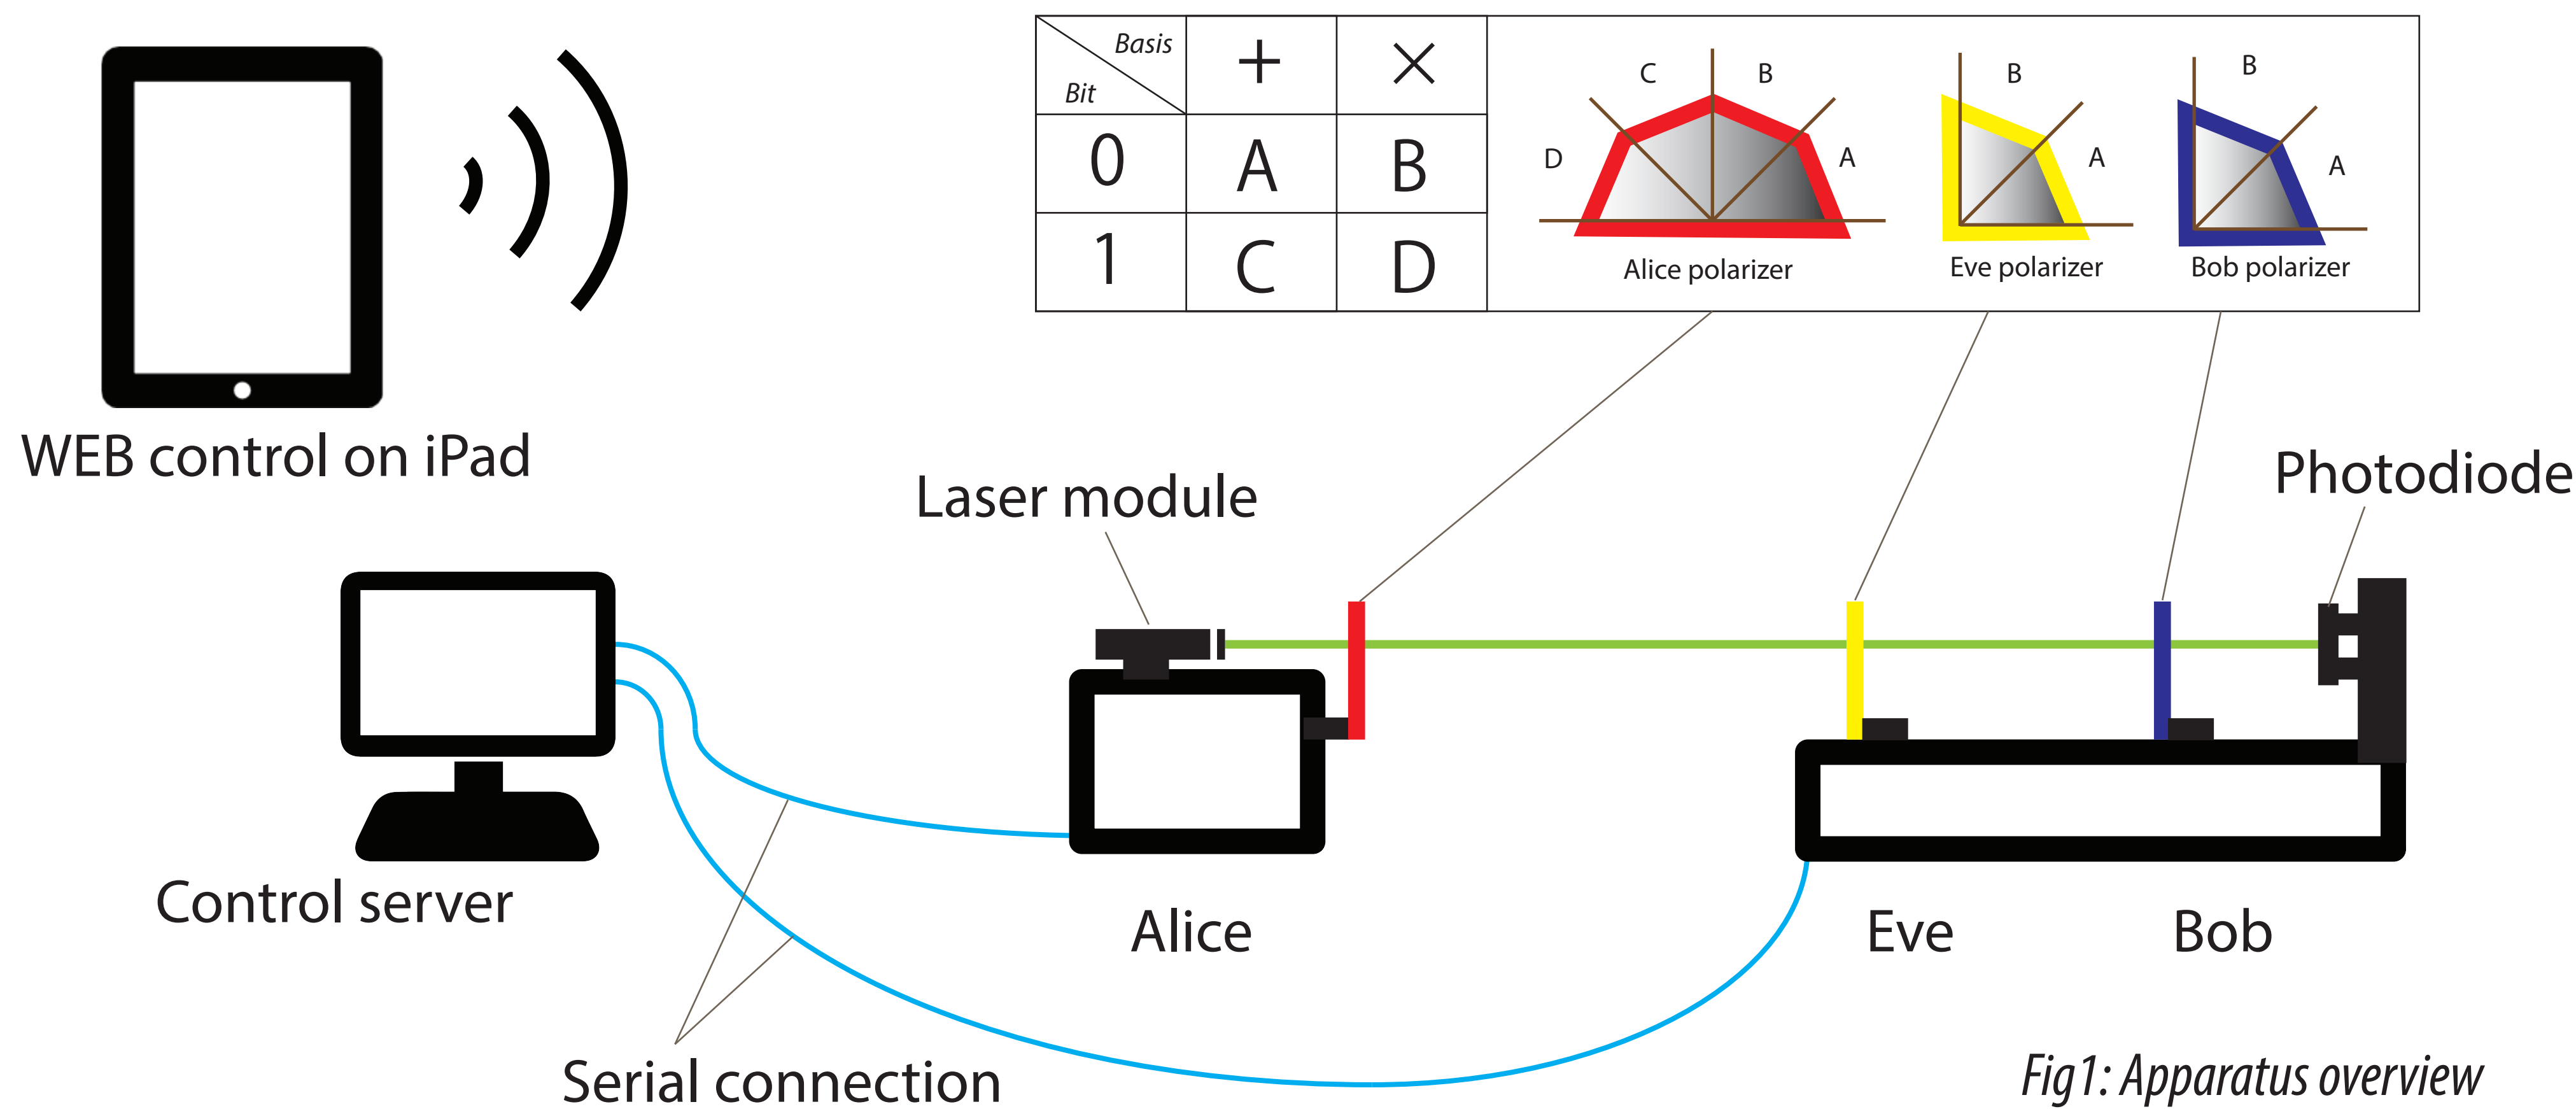 Basis
+
×
Bit
0
A
B
1
C
D
C
B
D
A
Alice polarizer
B
A
Eve polarizer
B
A
Bob polarizer
WEB control on iPad
Laser module
Photodiode
Control server
Alice
Eve
Bob
Serial connection
Fig1: Apparatus overview